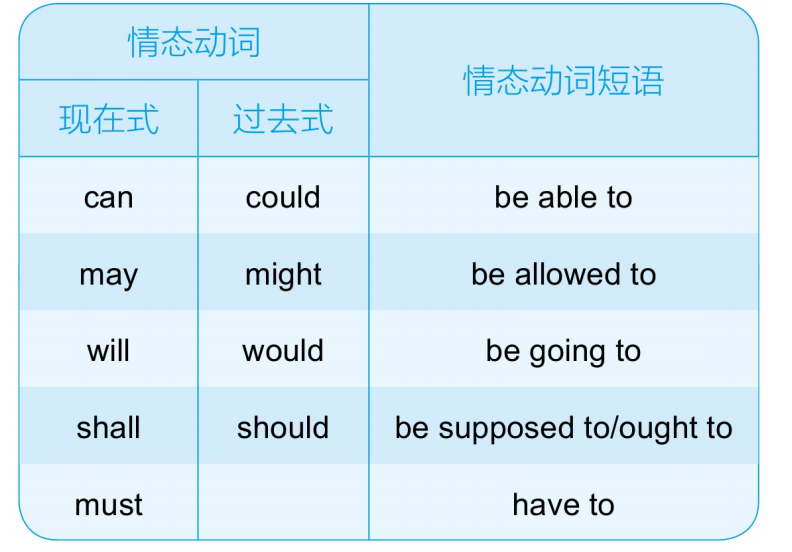 情态动词
情态动词短语
现在式 过去式
can could be able to
may might be allowed to
will would be going to
shall should be supposed to/ought to
must have to